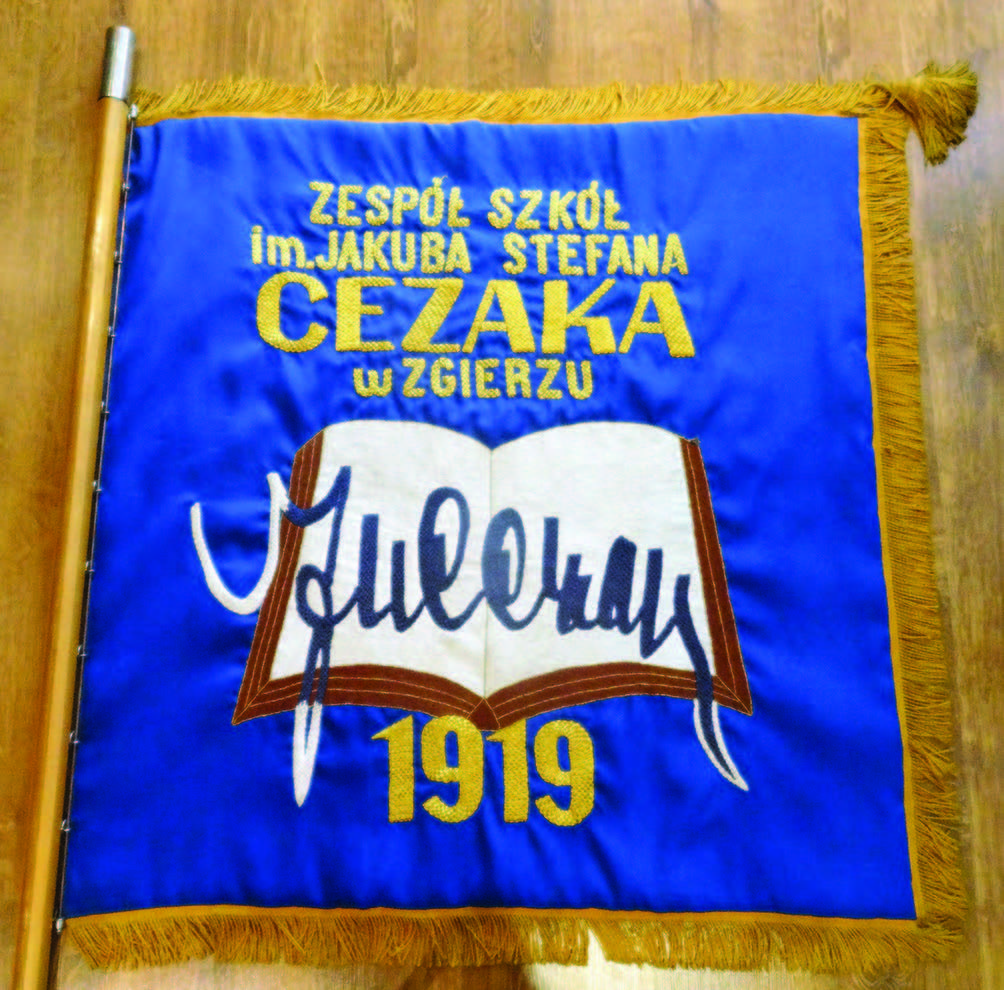 ZESPÓŁ SZKÓŁ
im. JAKUBA STEFANA
CEZAKA
w ZGIERZU
1919